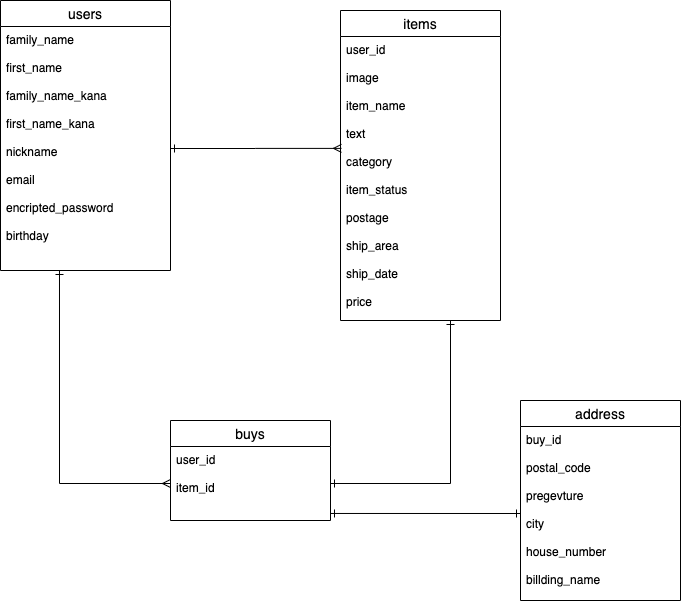 users
family_name
first_name
family_name_kana
first_name_kana
nickname
email
encripted_password
birthday
items
user_id
image
item_name
text
category
item_status
postage
ship_area
ship_date
price
buys
user_id
item_id
address
buy_id
postal_code
pregevture
city
house_number
billding_name